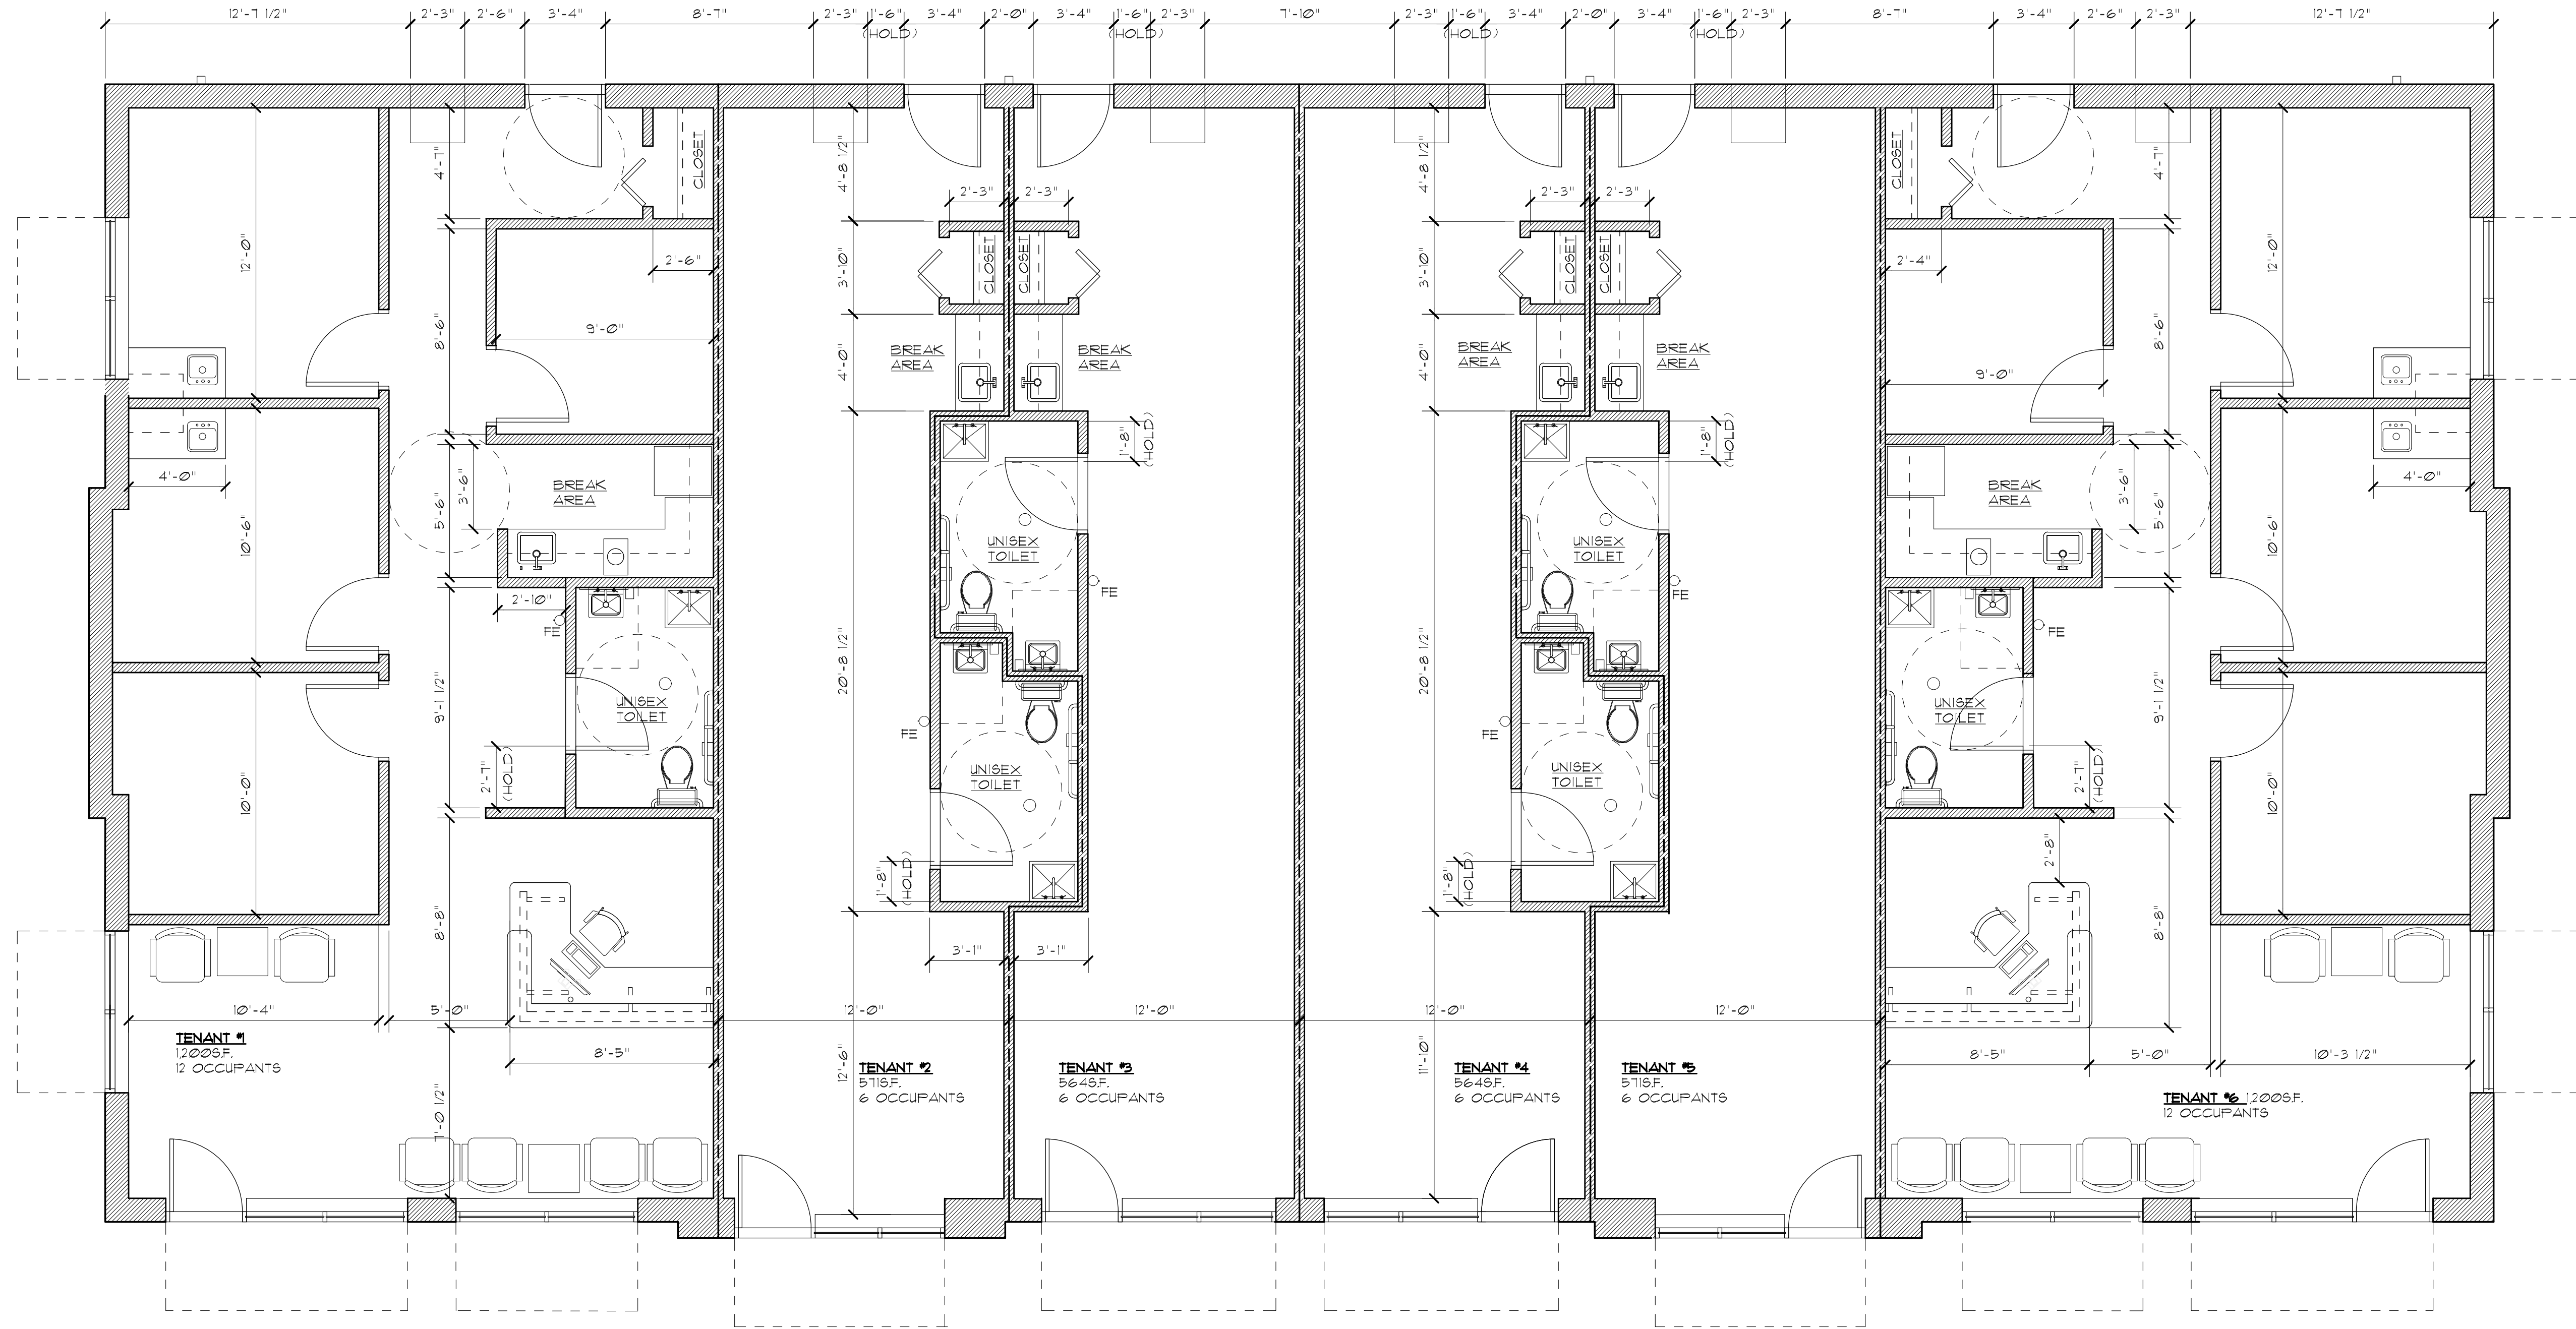 12'-7 1/2"
2'-3"
2'-6"
3'-4"
8'-7"
2'-3"
1'-6"
(HOLD)
3'-4"
2'-0"
3'-4"
1'-6"
(HOLD)
2'-3"
7'-10"
2'-3"
1'-6"
(HOLD)
3'-4"
2'-0"
3'-4"
1'-6"
(HOLD)
2'-3"
8'-7"
3'-4"
2'-6"
2'-3"
12'-7 1/2"
4'-7"
CLOSET
4'-8 1/2"
4'-8 1/2"
CLOSET
4'-7"
2'-3"
2'-3"
2'-3"
2'-3"
12'-0"
2'-6"
3'-10"
CLOSET
CLOSET
3'-10"
CLOSET
CLOSET
2'-4"
12'-0"
8'-6"
9'-0"
4'-0"
BREAK
AREA
BREAK
AREA
4'-0"
BREAK
AREA
BREAK
AREA
9'-0"
8'-6"
4'-0"
3'-6"
BREAK
AREA
1'-8"
(HOLD)
1'-8"
(HOLD)
BREAK
AREA
3'-6"
4'-0"
10'-6"
5'-6"
UNISEX
TOILET
UNISEX
TOILET
5'-6"
10'-6"
2'-10"
FE
FE
FE
FE
9'-1 1/2"
UNISEX
TOILET
20'-8 1/2"
20'-8 1/2"
UNISEX
TOILET
9'-1 1/2"
FE
FE
10'-0"
2'-7"
(HOLD)
UNISEX
TOILET
UNISEX
TOILET
2'-7"
(HOLD)
10'-0"
1'-8"
(HOLD)
1'-8"
(HOLD)
2'-8"
8'-8"
3'-1"
3'-1"
8'-8"
10'-4"
5'-0"
12'-0"
12'-0"
12'-0"
12'-0"
TENANT #1
1,200S.F.
12 OCCUPANTS
8'-5"
12'-6"
11'-10"
8'-5"
5'-0"
10'-3 1/2"
TENANT #2
571S.F.
6 OCCUPANTS
TENANT #3
564S.F.
6 OCCUPANTS
TENANT #4
564S.F.
6 OCCUPANTS
TENANT #5
571S.F.
6 OCCUPANTS
TENANT #6 1,200S.F.
12 OCCUPANTS